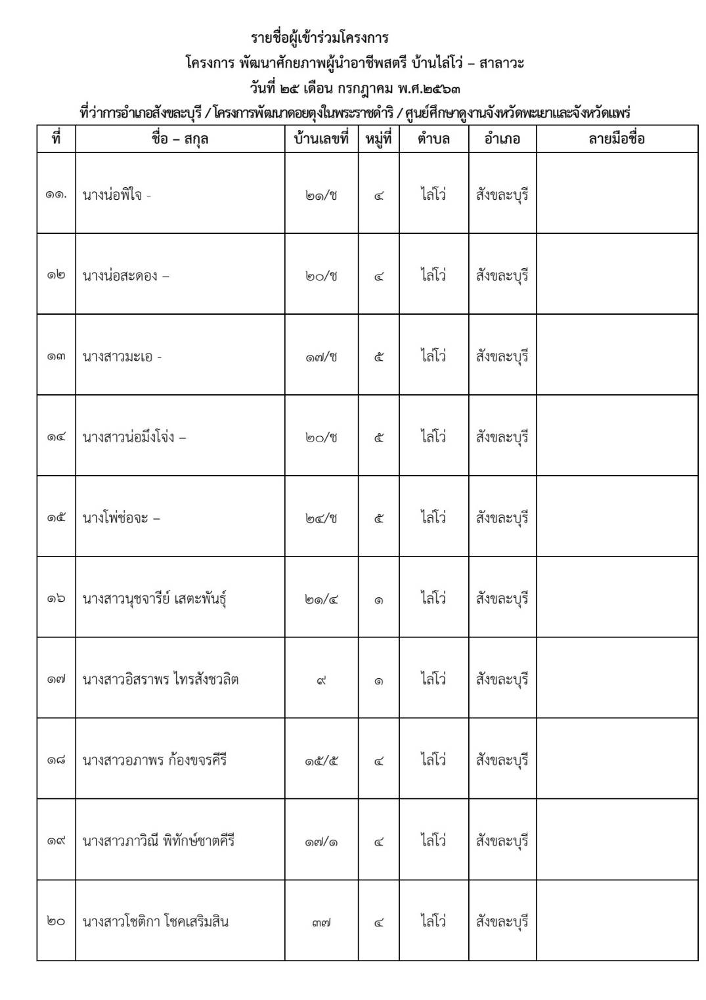 รายชื่อผู้เข้าร่วมโครงการ
โครงการ พัฒนาศักยภาพผู้นำอาชีพสตรี บ้านไล่โว่ – สาลาวะ
วันที่ ๒๕ เดือน กรกฎาคม พ.ศ.๒๕๖๓
ที่ว่าการอำเภอสังขละบุรี / โครงการพัฒนาดอยตุงในพระราชดำริ / ศูนย์ศึกษาดูงานจังหวัดพะเยาและจังหวัดแพร่
ที่ ชื่อ – สกุล บ้านเลขที่ หมู่ที่ ตำบล อำเภอ ลายมือชื่อ
๑๑. นางน่อพิใจ - ๒๑/ช ๔ ไล่โว่ สังขละบุรี
๑๒ นางน่อสะดอง – ๒๐/ช ๔ ไล่โว่ สังขละบุรี
๑๓ นางสาวมะเอ - ๑๗/ช ๕ ไล่โว่ สังขละบุรี
๑๔ นางสาวน่อมึงโจ่ง – ๒๐/ช ๕ ไล่โว่ สังขละบุรี
๑๕ นางโพ่ช่อจะ – ๒๔/ช ๕ ไล่โว่ สังขละบุรี
๑๖ นางสาวนุชจารีย์ เสตะพันธุ์ ๒๑/๔ ๑ ไล่โว่ สังขละบุรี
๑๗ นางสาวอิสราพร ไทรสังชวลิต ๙ ๑ ไล่โว่ สังขละบุรี
๑๘ นางสาวอภาพร ก้องขจรคีรี ๑๕/๕ ๔ ไล่โว่ สังขละบุรี
๑๙ นางสาวภาวิณี พิทักษ์ชาตคีรี ๑๗/๑ ๔ ไล่โว่ สังขละบุรี
๒๐ นางสาวโชติกา โชคเสริมสิน ๓๗ ๔ ไล่โว่ สังขละบุรี